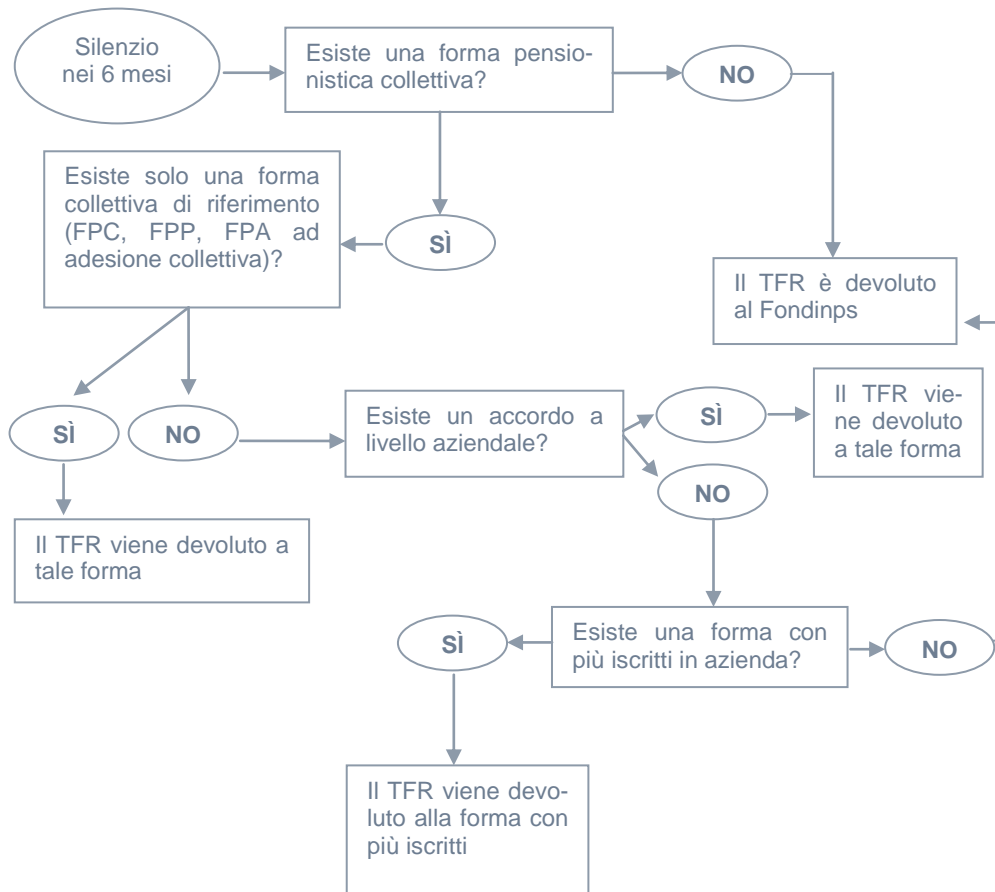 Silenzio
nei 6 mesi
Esiste una forma pensio-
nistica collettiva?
NO
Esiste solo una forma
collettiva di riferimento
(FPC, FPP, FPA ad
adesione collettiva)?
SÌ
Il TFR è devoluto
al Fondinps
SÌ
NO
Esiste un accordo a
livello aziendale?
SÌ
Il TFR vie-
ne devoluto
a tale forma
NO
Il TFR viene devoluto a
tale forma
SÌ
Esiste una forma con
più iscritti in azienda?
NO
Il TFR viene devo-
luto alla forma con
più iscritti